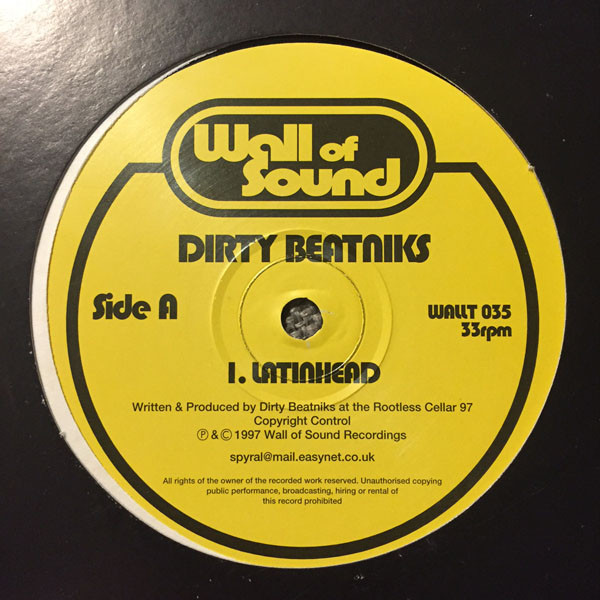 Wall of
Sound
DIRTY BEATNIKS
Side A
WALLT 035
33rpm
1. LATINHEAD
Written & Produced by Dirty Beatniks at the Rootless Cellar 97
Copyright Control
℗ & © 1997 Wall of Sound Recordings
spyral@mail.easynet.co.uk
All rights of the owner of the recorded work reserved. Unauthorised copying
public performance, broadcasting, hiring or rental of
this record prohibited